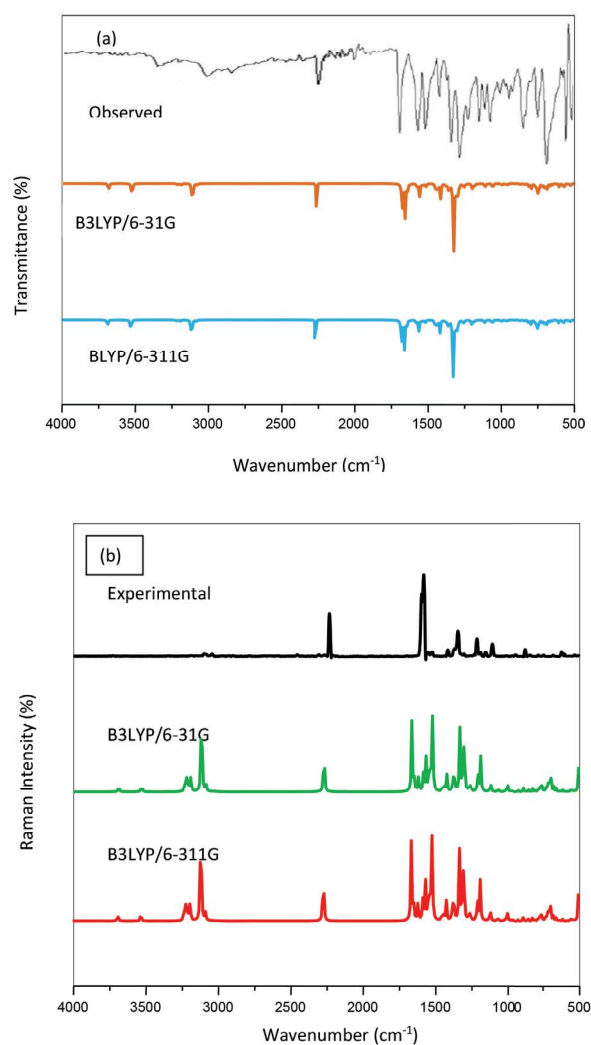 (a)
Observed
B3LYP/6-31G
BLYP/6-311G
Transmittance (%)
4000 3500 3000 2500 2000 1500 1000 500
Wavenumber (cm-1)
(b)
Experimental
B3LYP/6-31G
B3LYP/6-311G
Raman Intensity (%)
4000 3500 3000 2500 2000 1500 1000 500
Wavenumber (cm-1)